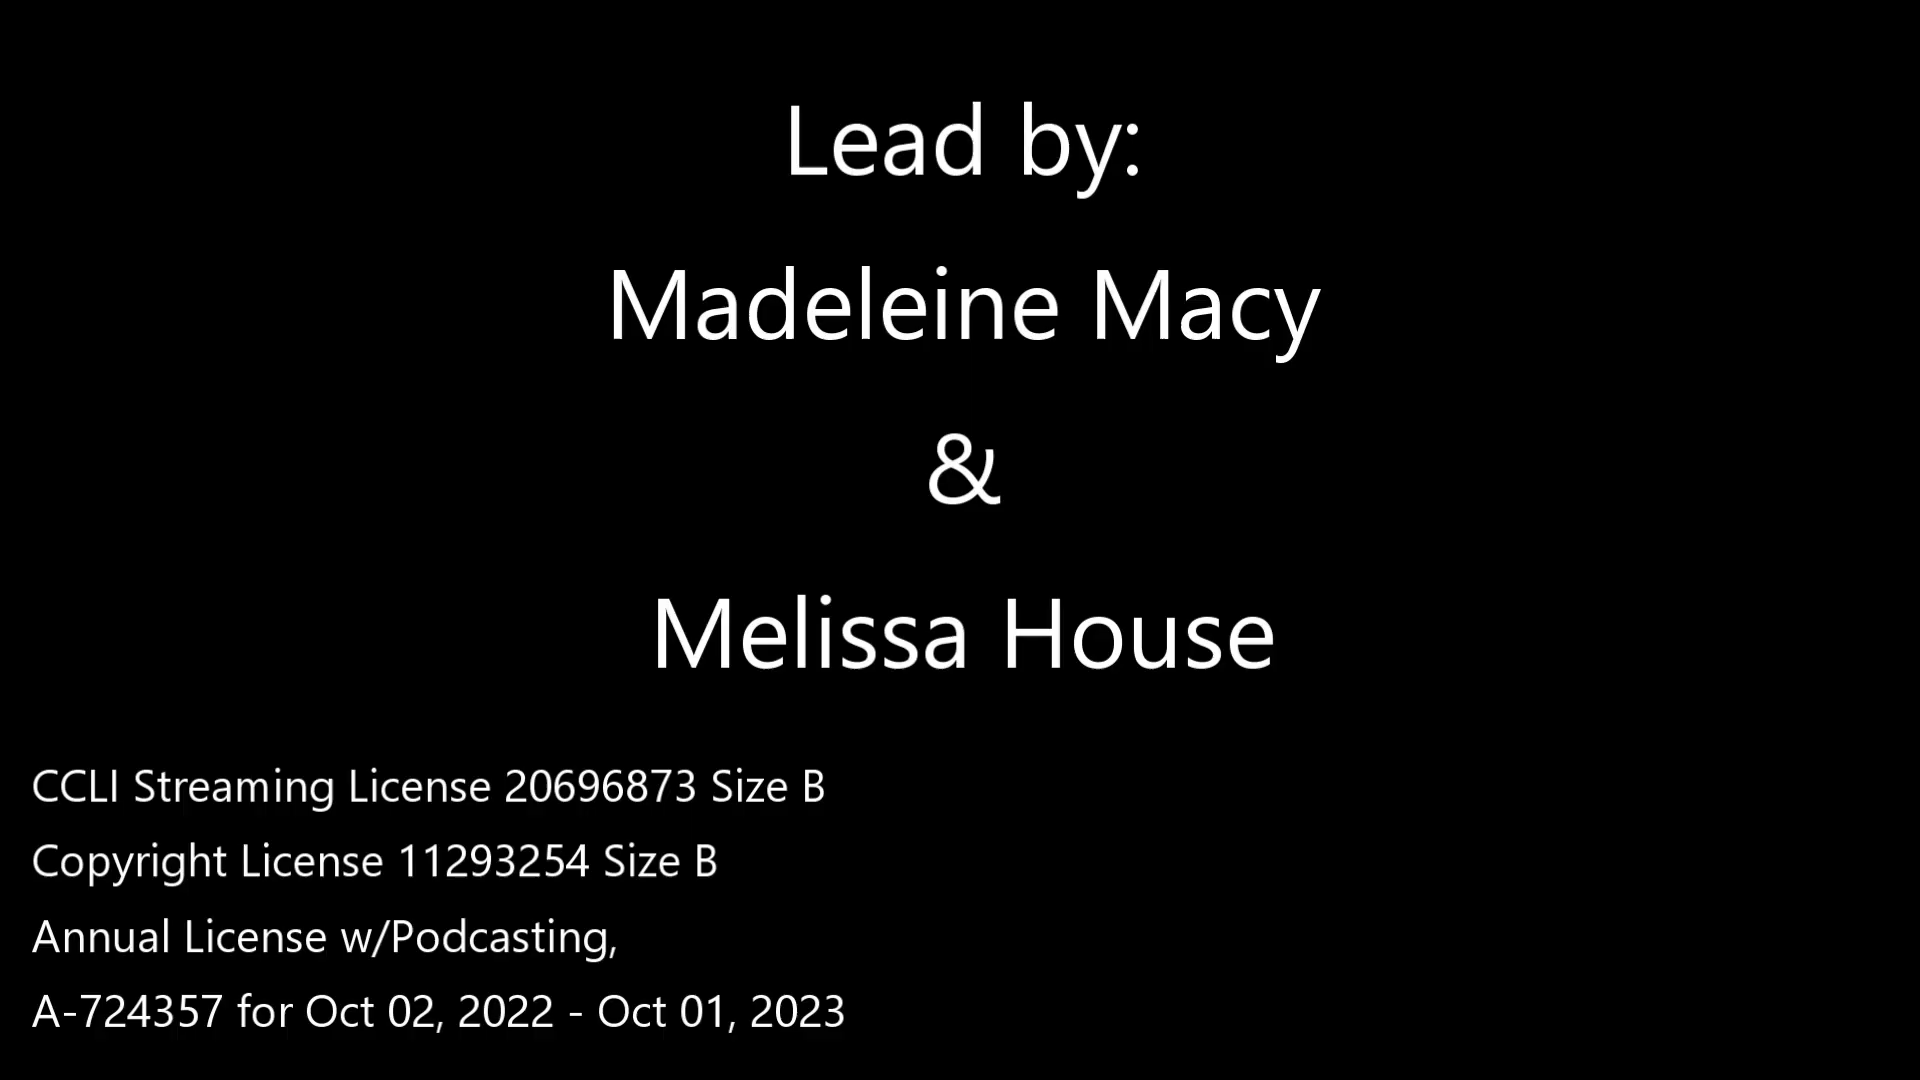 Lead by:
Madeleine Macy
&
Melissa House
CCLI Streaming License 20696873 Size B
Copyright License 11293254 Size B
Annual License w/Podcasting,
A-724357 for Oct 02, 2022 - Oct 01, 2023